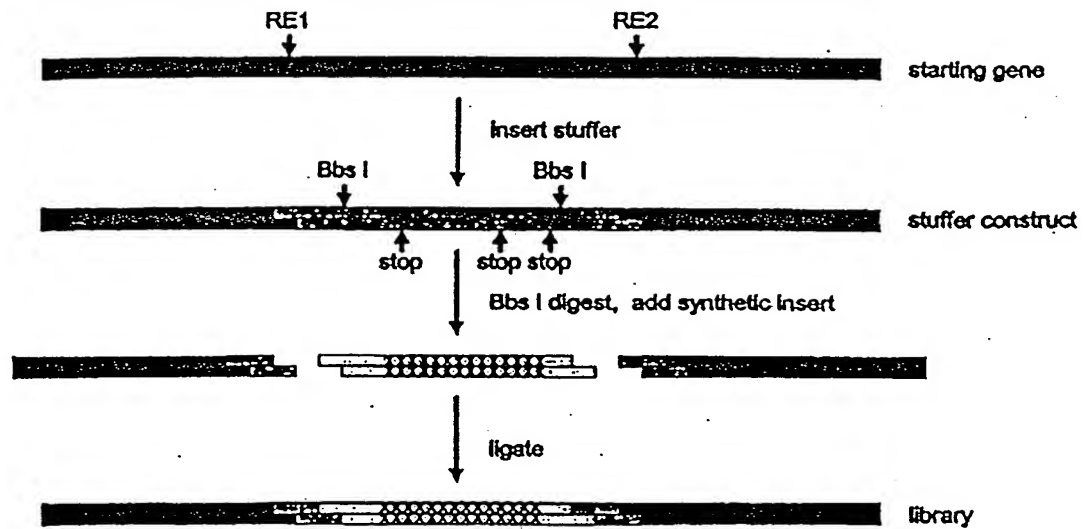 RE1 RE2
starting gene
insert stuffer
Bbs I Bbs I
stuffer construct
stop stop stop
Bbs I digest, add synthetic insert
ligate
library